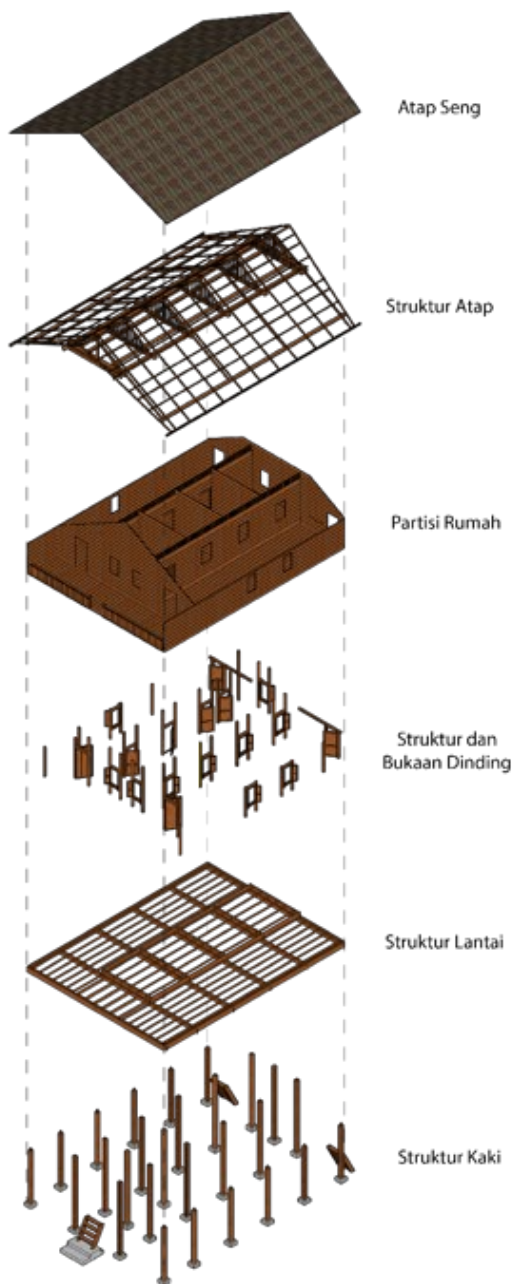 Atap Seng
Struktur Atap
Partisi Rumah
Struktur dan
Bukaan Dinding
Struktur Lantai
Struktur Kaki